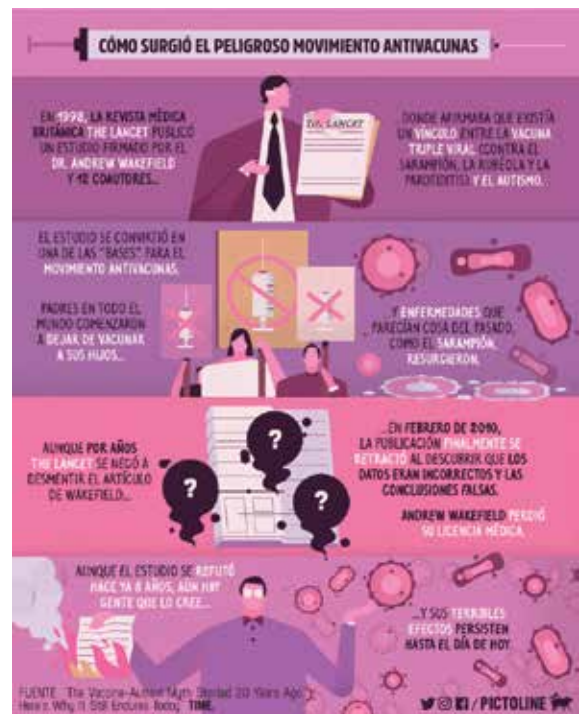 CÓMO SURGIÓ EL PELIGROSO MOVIMIENTO ANTIVACUNAS
EN 1998, LA REVISTA MÉDICA
BRITÁNICA THE LANCET PUBLICÓ
UN ESTUDIO FIRMADO POR EL
DR. ANDREW WAKEFIELD
Y 12 COAUTORES...
THE LANCET
DONDE AFIRMABA QUE EXISTÍA
UN VÍNCULO ENTRE LA VACUNA
TRIPLE VIRAL (CONTRA EL
SARAMPIÓN, LA RUBÉOLA Y LA
PAROTIDITIS) Y EL AUTISMO.
EL ESTUDIO SE CONVIRTIÓ EN
UNA DE LAS "BASES" PARA EL
MOVIMIENTO ANTIVACUNAS.
PADRES EN TODO EL
MUNDO COMENZARON
A DEJAR DE VACUNAR
A SUS HIJOS...
...Y ENFERMEDADES QUE
PARECÍAN COSA DEL PASADO,
COMO EL SARAMPIÓN,
RESURGIERON.
AUNQUE POR AÑOS
THE LANCET SE NEGÓ A
DESMENTIR EL ARTÍCULO
DE WAKEFIELD...
? ? ?
...EN FEBRERO DE 2010,
LA PUBLICACIÓN FINALMENTE SE
RETRACTÓ AL DESCUBRIR QUE LOS
DATOS ERAN INCORRECTOS Y LAS
CONCLUSIONES FALSAS.
ANDREW WAKEFIELD PERDIÓ
SU LICENCIA MÉDICA.
AUNQUE EL ESTUDIO SE REFUTÓ
HACE YA 8 AÑOS, AÚN HAY
GENTE QUE LO CREE...
...Y SUS TERRIBLES
EFECTOS PERSISTEN
HASTA EL DÍA DE HOY.
FUENTE: The Vaccine-Autism Myth Started 20 Years Ago.
Here's Why It Still Endures Today, TIME.
/ PICTOLINE